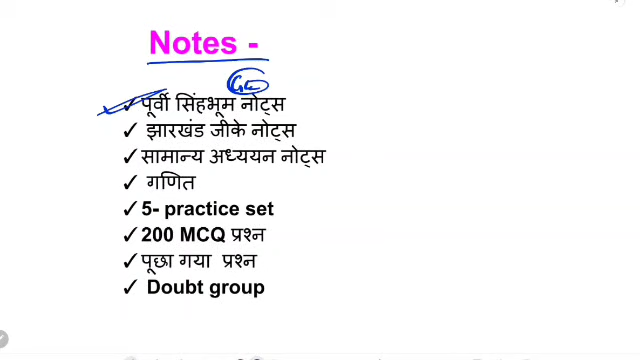 Notes -
पूर्वी सिंहभूम नोट्स
झारखंड जीके नोट्स
सामान्य अध्ययन नोट्स
गणित
5- practice set
200 MCQ प्रश्न
पूछा गया प्रश्न
Doubt group